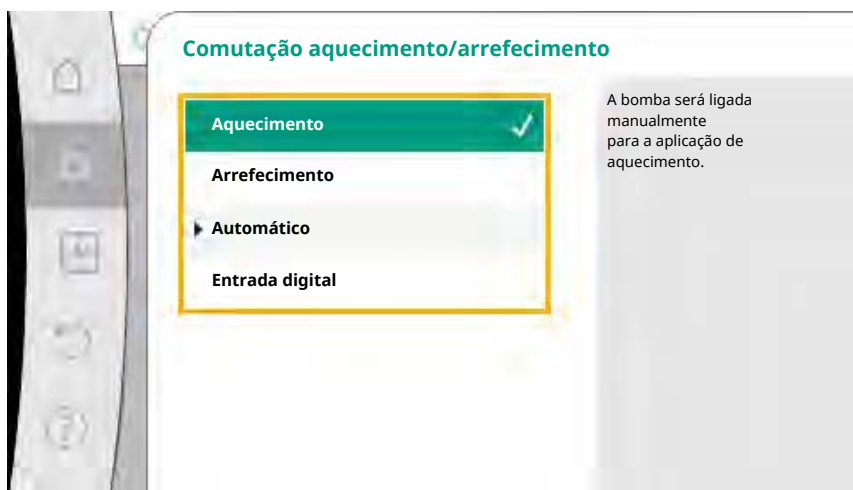 Comutação aquecimento/arrefecimento
Aquecimento
Arrefecimento
Automático
Entrada digital
A bomba será ligada
manualmente
para a aplicação de
aquecimento.